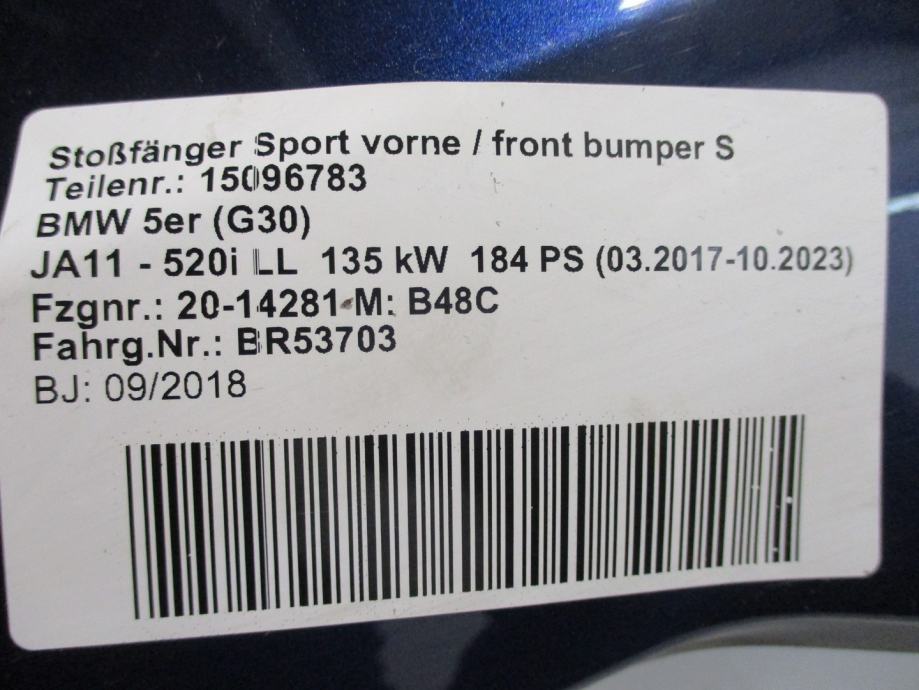 Stoßfänger Sport vorne / front bumper S
Teilenr.: 15096783
BMW 5er (G30)
JA11 - 520i LL 135 kW 184 PS (03.2017-10.2023)
Fzgnr.: 20-14281 M: B48C
Fahrg.Nr.: BR53703
BJ: 09/2018